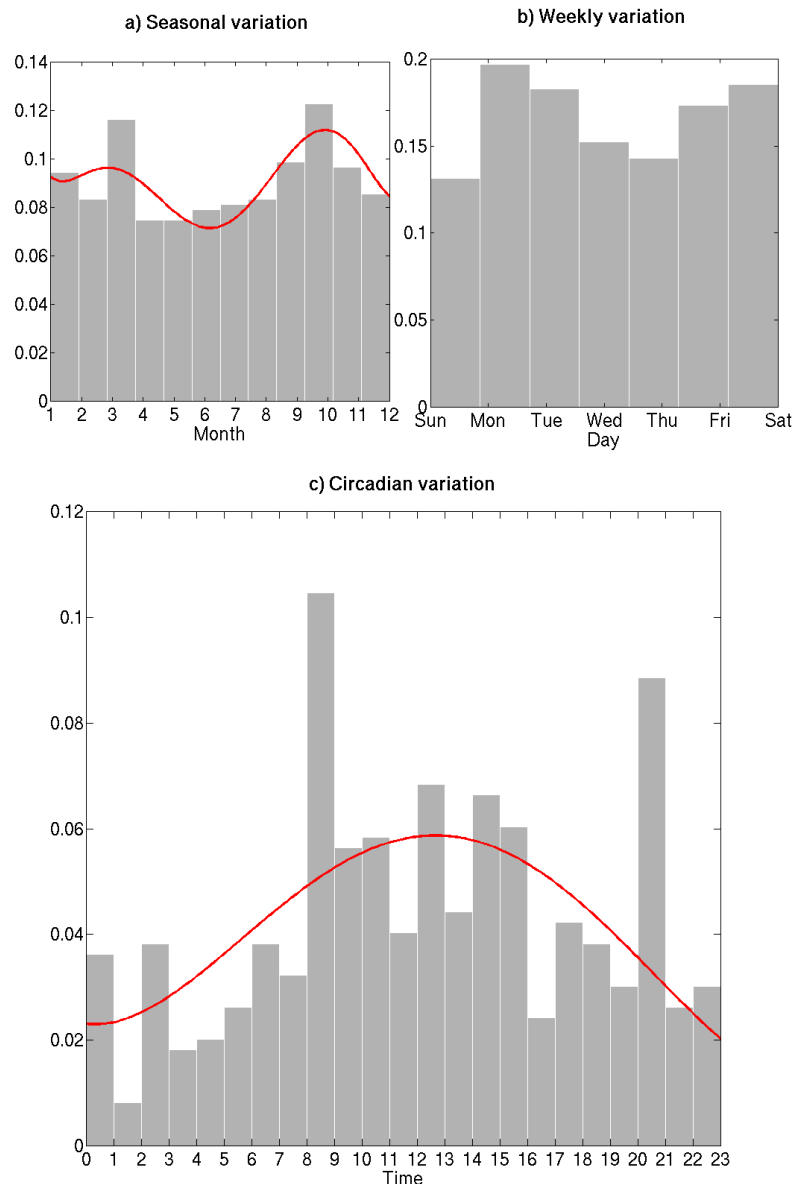 a) Seasonal variation
0.14
0.12
0.1
0.08
0.06
0.04
0.02
0
1 2 3 4 5 6 7 8 9 10 11 12
Month
b) Weekly variation
0.2
0.15
0.1
0.05
0
Sun Mon Tue Wed Thu Fri Sat
Day
c) Circadian variation
0.12
0.1
0.08
0.06
0.04
0.02
0
0 1 2 3 4 5 6 7 8 9 10 11 12 13 14 15 16 17 18 19 20 21 22 23
Time